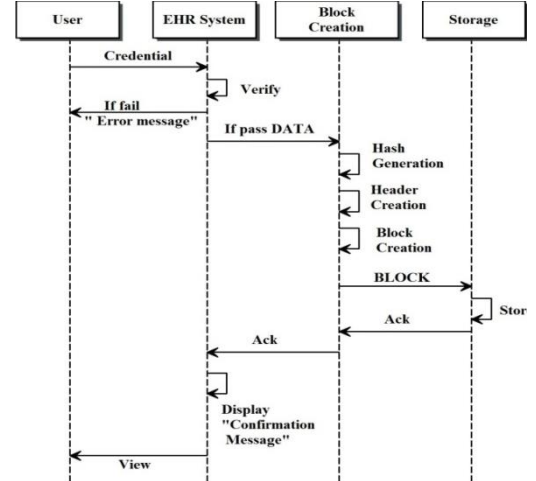 User
EHR System
Block
Creation
Storage
Credential
Verify
If fail
" Error message"
If pass DATA
Hash
Generation
Header
Creation
Block
Creation
BLOCK
Stor
Ack
Ack
Display
"Confirmation
Message"
View